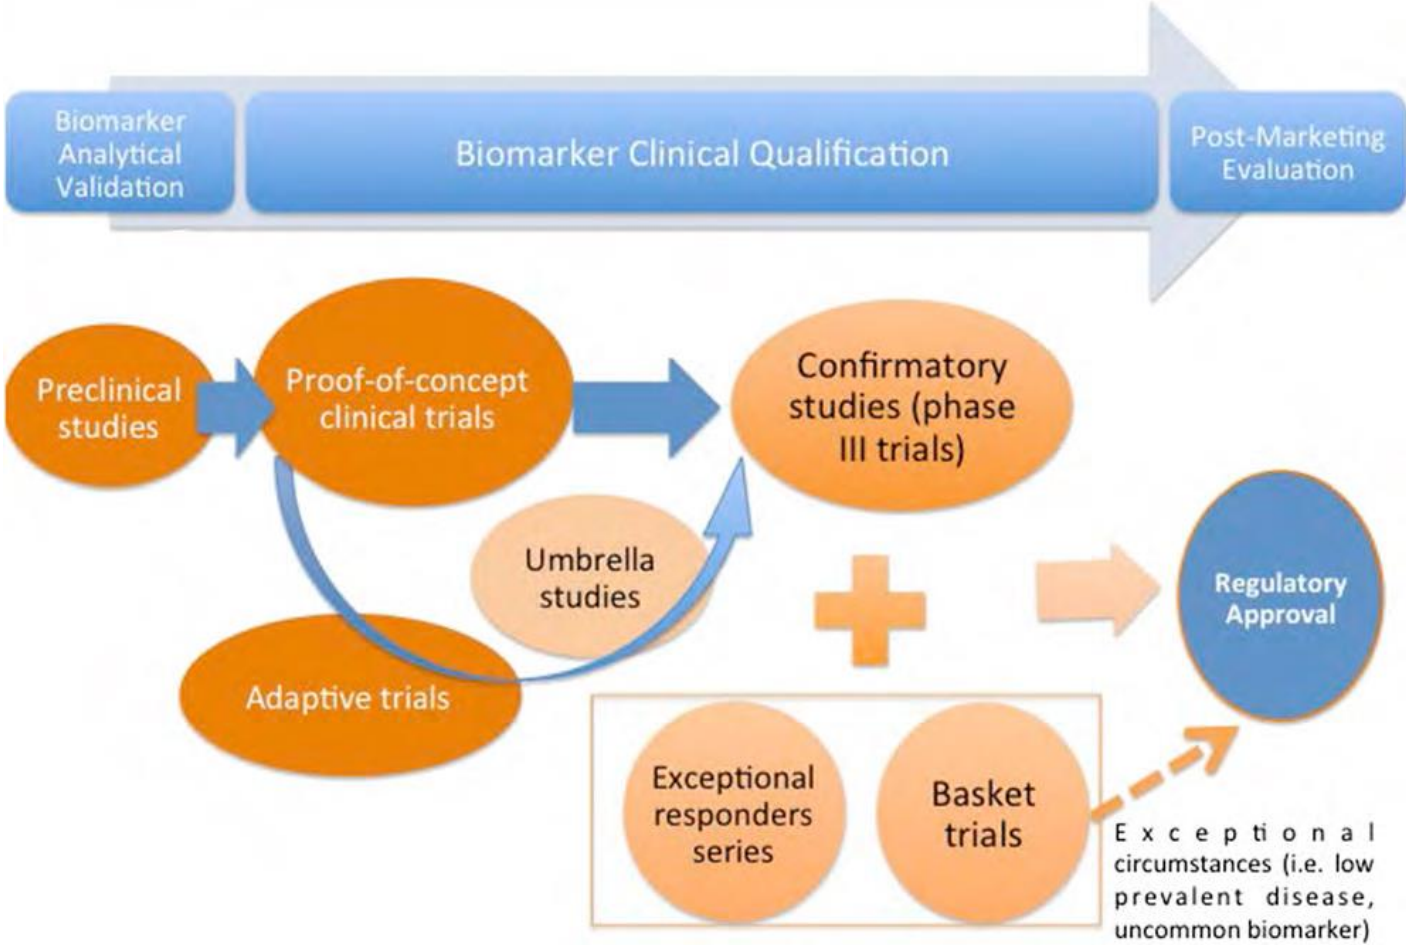 Biomarker
Analytical
Validation
Biomarker Clinical Qualification
Post-Marketing
Evaluation
Preclinical
studies
Proof-of-concept
clinical trials
Confirmatory
studies (phase
III trials)
Umbrella
studies
Adaptive trials
Regulatory
Approval
Exceptional
responders
series
Basket
trials
Exceptional
circumstances (i.e. low
prevalent disease,
uncommon biomarker)